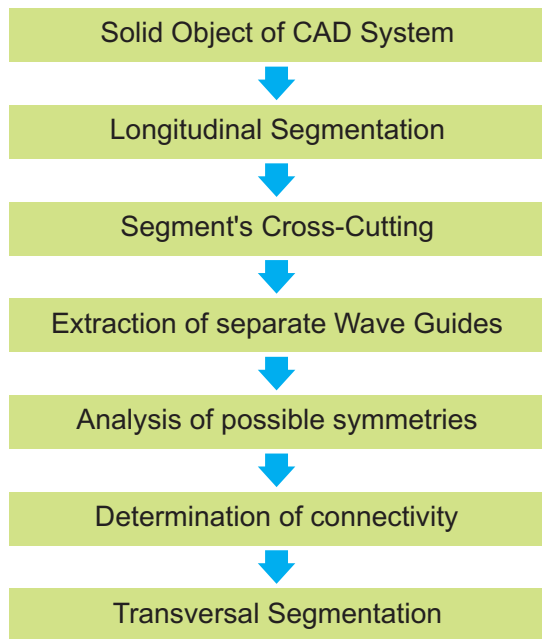 Solid Object of CAD System
Longitudinal Segmentation
Segment's Cross-Cutting
Extraction of separate Wave Guides
Analysis of possible symmetries
Determination of connectivity
Transversal Segmentation